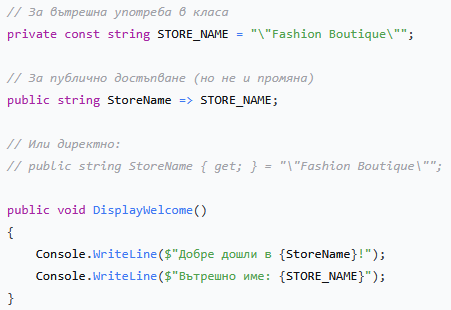 // За вътрешна употреба в класа
private const string STORE_NAME = "\"Fashion Boutique\"";
// За публично достъпване (но не и промяна)
public string StoreName => STORE_NAME;
// Или директно:
// public string StoreName { get; } = "\"Fashion Boutique\"";
public void DisplayWelcome()
{
    Console.WriteLine($"Добре дошли в {StoreName}!");
    Console.WriteLine($"Вътрешно име: {STORE_NAME}");
}